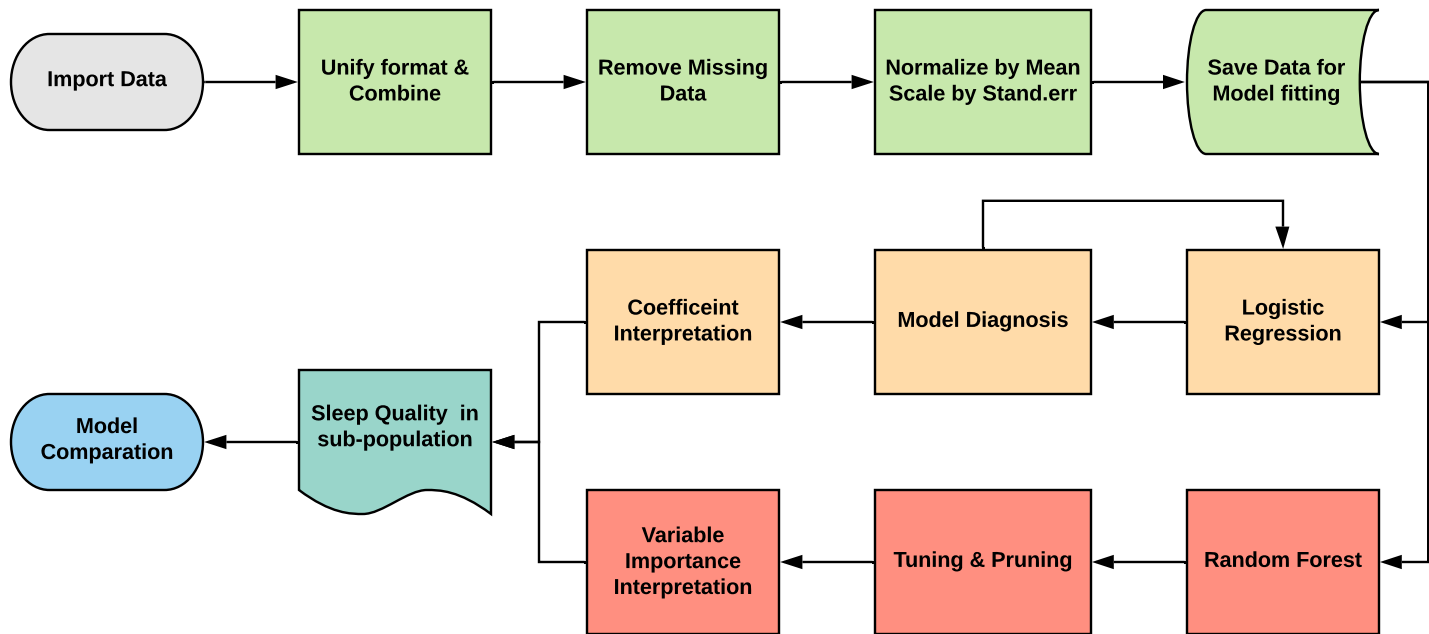 Import Data
Unify format &
Combine
Remove Missing
Data
Normalize by Mean
Scale by Stand.err
Save Data for
Model fitting
Logistic
Regression
Model Diagnosis
Coefficeint
Interpretation
Random Forest
Tuning & Pruning
Variable
Importance
Interpretation
Sleep Quality in
sub-population
Model
Comparation